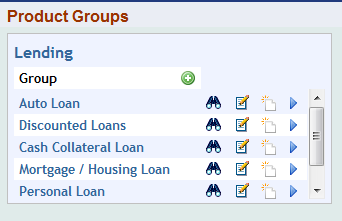 Product Groups
Lending
Group
Auto Loan
Discounted Loans
Cash Collateral Loan
Mortgage / Housing Loan
Personal Loan